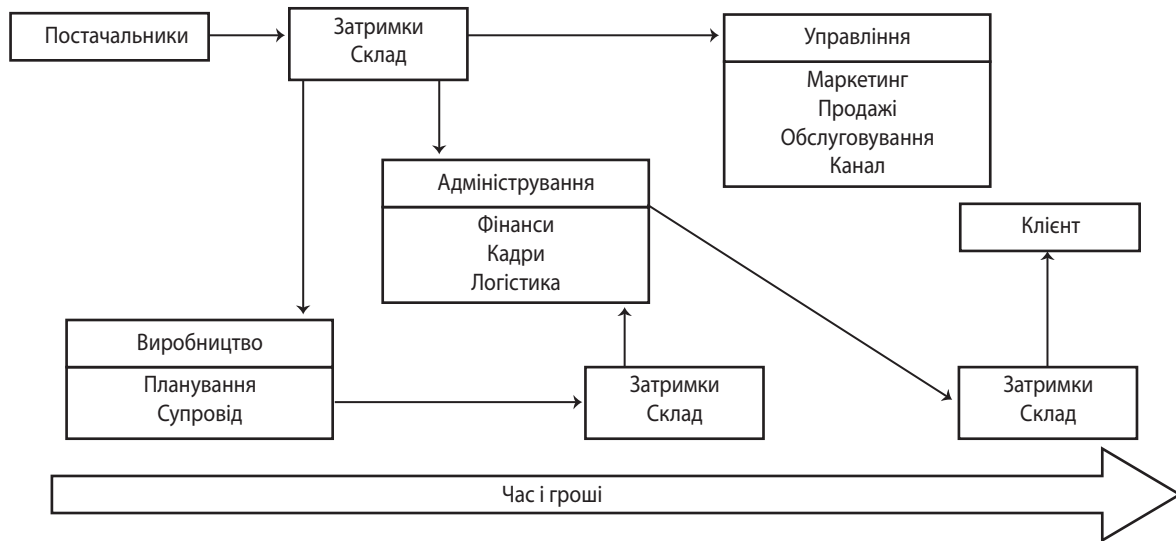 Постачальники
Затримки
Склад
Управління
Маркетинг
Продажі
Обслуговування
Канал
Адміністрування
Фінанси
Кадри
Логістика
Клієнт
Виробництво
Планування
Супровід
Затримки
Склад
Затримки
Склад
Час і гроші